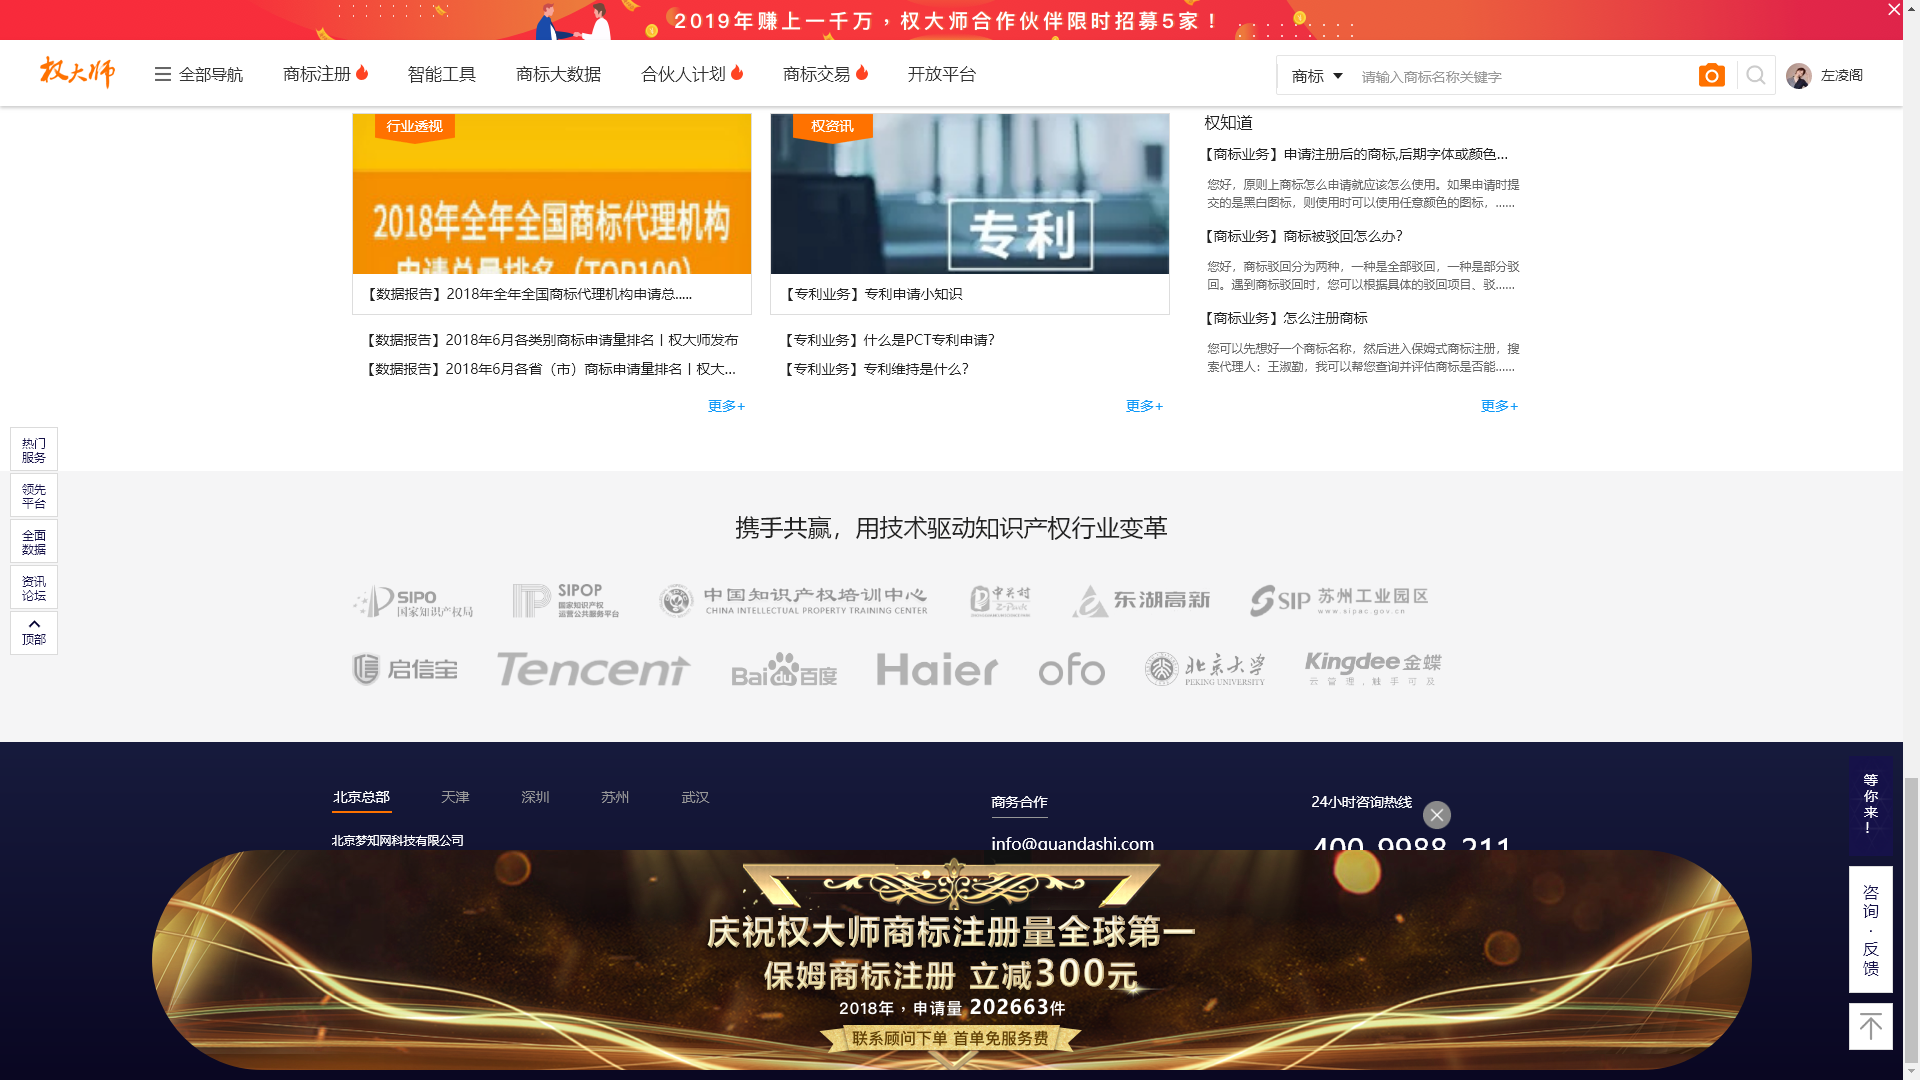 2019年赚上一千万，权大师合作伙伴限时招募5家！
权大师
全部导航
商标注册
智能工具
商标大数据
合伙人计划
商标交易
开放平台
商标
请输入商标名称关键字
左凌阁
行业透视
2018年全年全国商标代理机构
申请总量排名（TOP100）
【数据报告】2018年全年全国商标代理机构申请总.....
【数据报告】2018年6月各类别商标申请量排名丨权大师发布
【数据报告】2018年6月各省（市）商标申请量排名丨权大...
更多+
权资讯
专利
【专利业务】专利申请小知识
【专利业务】什么是PCT专利申请?
【专利业务】专利维持是什么?
更多+
权知道
【商标业务】申请注册后的商标,后期字体或颜色...
您好，原则上商标怎么申请就应该怎么使用。如果申请时提
交的是黑白图标，则使用时可以使用任意颜色的图标，......
【商标业务】商标被驳回怎么办?
您好，商标驳回分为两种，一种是全部驳回，一种是部分驳
回。遇到商标驳回时，您可以根据具体的驳回项目、驳......
【商标业务】怎么注册商标
您可以先想好一个商标名称，然后进入保姆式商标注册，搜
索代理人：王淑勤，我可以帮您查询并评估商标是否能......
更多+
热门
服务
领先
平台
全面
数据
资讯
论坛
顶部
携手共赢，用技术驱动知识产权行业变革
SIPO
国家知识产权局
SIPOP
国家知识产权
运营公共服务平台
中国知识产权培训中心
CHINA INTELLECTUAL PROPERTY TRAINING CENTER
中关村
Z-Park
东湖高新
SIP 苏州工业园区
www.sipac.gov.cn
启信宝
Tencent
Bai du 百度
Haier
ofo
北京大学
PEKING UNIVERSITY
Kingdee金蝶
云管理，触手可及
北京总部
天津
深圳
苏州
武汉
北京梦知网科技有限公司
商务合作
info@quandashi.com
24小时咨询热线
400-9988-211
等你来！
咨询·反馈
庆祝权大师商标注册量全球第一
保姆商标注册 立减300元
2018年，申请量 202663件
联系顾问下单 首单免服务费